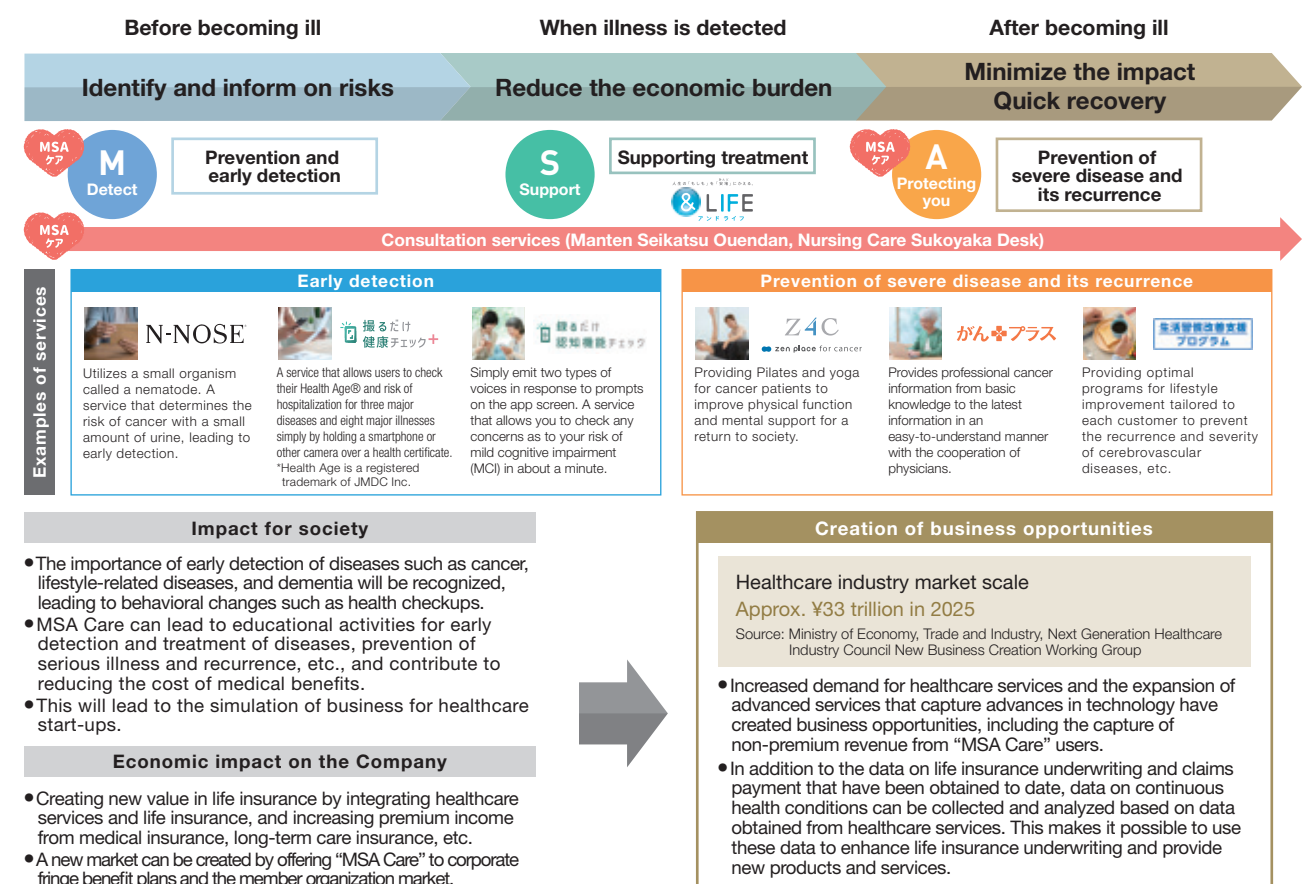 Before becoming ill
When illness is detected
After becoming ill
Identify and inform on risks
Reduce the economic burden
Minimize the impact
Quick recovery
MSA
ケア
M
Detect
Prevention and
early detection
S
Support
Supporting treatment
& LIFE
アンドライフ
MSA
ケア
A
Protecting
you
Prevention of
severe disease and
its recurrence
MSA
ケア
Consultation services (Manten Seikatsu Ouendan, Nursing Care Sukoyaka Desk)
Examples of services
Early detection
N-NOSE
Utilizes a small organism
called a nematode. A
service that determines the
risk of cancer with a small
amount of urine, leading to
early detection.
撮るだけ
健康チェック+
A service that allows users to check
their Health Age® and risk of
hospitalization for three major
diseases and eight major illnesses
simply by holding a smartphone or
other camera over a health certificate.
*Health Age is a registered
trademark of JMDC Inc.
録るだけ
認知機能チェック
Simply emit two types of
voices in response to prompts
on the app screen. A service
that allows you to check any
concerns as to your risk of
mild cognitive impairment
(MCI) in about a minute.
Prevention of severe disease and its recurrence
Z4C
zen place for cancer
Providing Pilates and yoga
for cancer patients to
improve physical function
and mental support for a
return to society.
がんプラス
Provides professional cancer
information from basic
knowledge to the latest
information in an
easy-to-understand manner
with the cooperation of
physicians.
生活習慣改善支援
プログラム
Providing optimal
programs for lifestyle
improvement tailored to
each customer to prevent
the recurrence and severity
of cerebrovascular
diseases, etc.
Impact for society
●The importance of early detection of diseases such as cancer,
lifestyle-related diseases, and dementia will be recognized,
leading to behavioral changes such as health checkups.
●MSA Care can lead to educational activities for early
detection and treatment of diseases, prevention of
serious illness and recurrence, etc., and contribute to
reducing the cost of medical benefits.
●This will lead to the simulation of business for healthcare
start-ups.
Economic impact on the Company
●Creating new value in life insurance by integrating healthcare
services and life insurance, and increasing premium income
from medical insurance, long-term care insurance, etc.
●A new market can be created by offering “MSA Care” to corporate
fringe benefit plans and the member organization market.
Creation of business opportunities
Healthcare industry market scale
Approx. ¥33 trillion in 2025
Source: Ministry of Economy, Trade and Industry, Next Generation Healthcare
Industry Council New Business Creation Working Group
●Increased demand for healthcare services and the expansion of
advanced services that capture advances in technology have
created business opportunities, including the capture of
non-premium revenue from “MSA Care” users.
●In addition to the data on life insurance underwriting and claims
payment that have been obtained to date, data on continuous
health conditions can be collected and analyzed based on data
obtained from healthcare services. This makes it possible to use
these data to enhance life insurance underwriting and provide
new products and services.